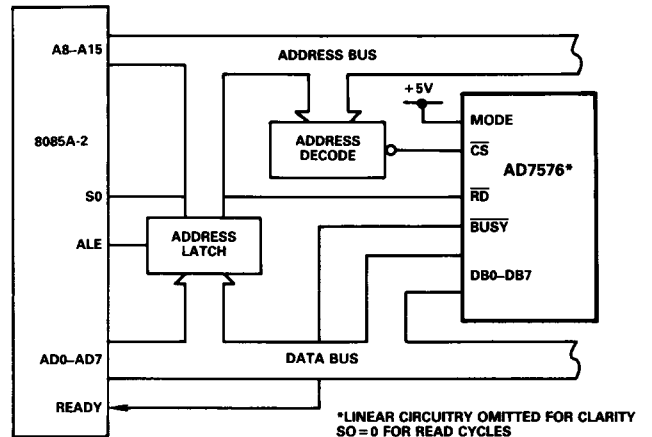 A8–A15
ADDRESS BUS
+5V
MODE
8085A-2
ADDRESS
DECODE
CS
AD7576*
S0
RD
ADDRESS
LATCH
BUSY
ALE
DB0–DB7
AD0–AD7
DATA BUS
READY
*LINEAR CIRCUITRY OMITTED FOR CLARITY
SO = 0 FOR READ CYCLES